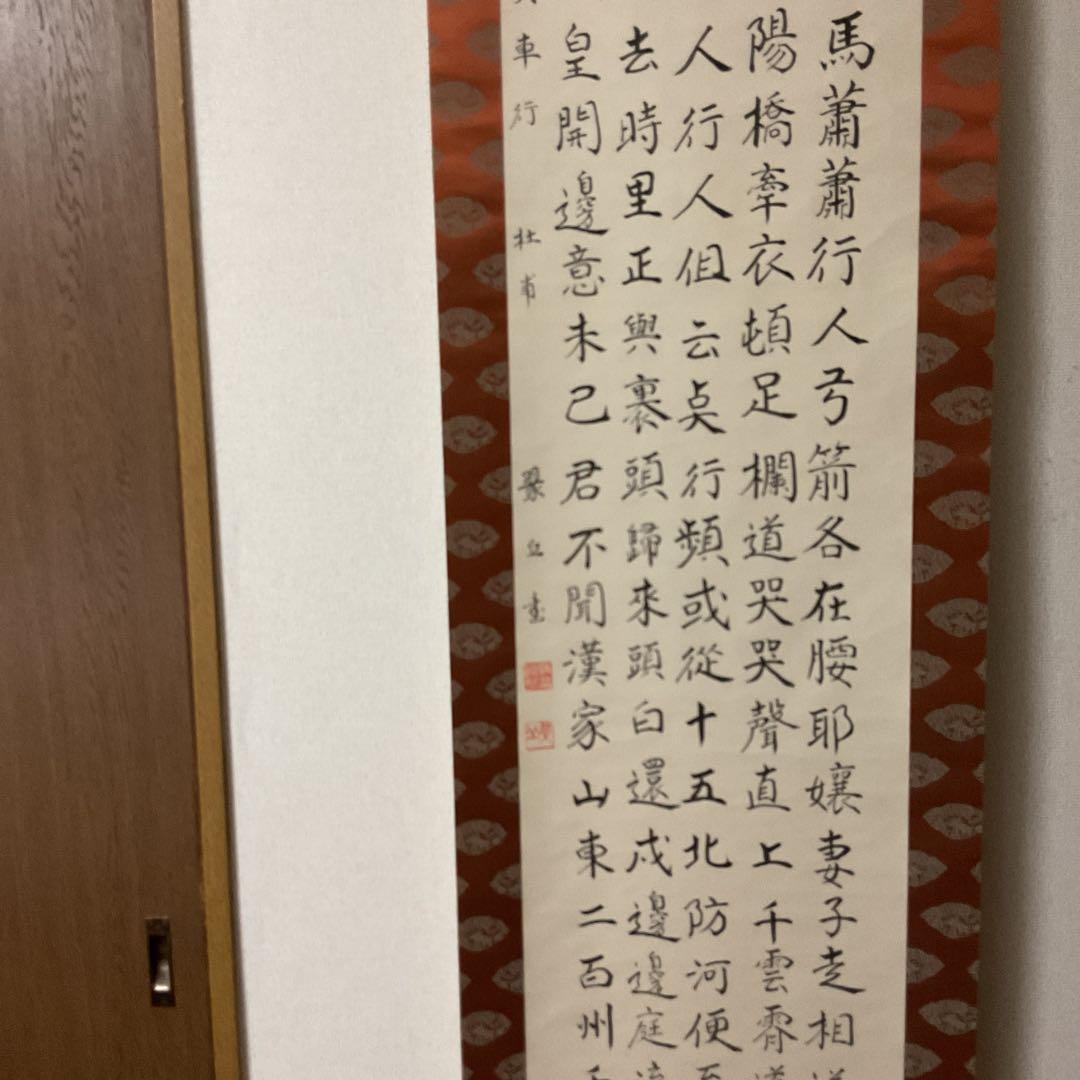 馬蕭蕭行人弓箭各在腰耶孃妻子走相
陽橋牽衣頓足欄道哭哭聲直上千雲霄
人行人但云点行頻或從十五北防河便
去時里正與裹頭歸來頭白還戍邊邊庭
皇開邊意未已君不聞漢家山東二百州
車行 杜甫 丘書